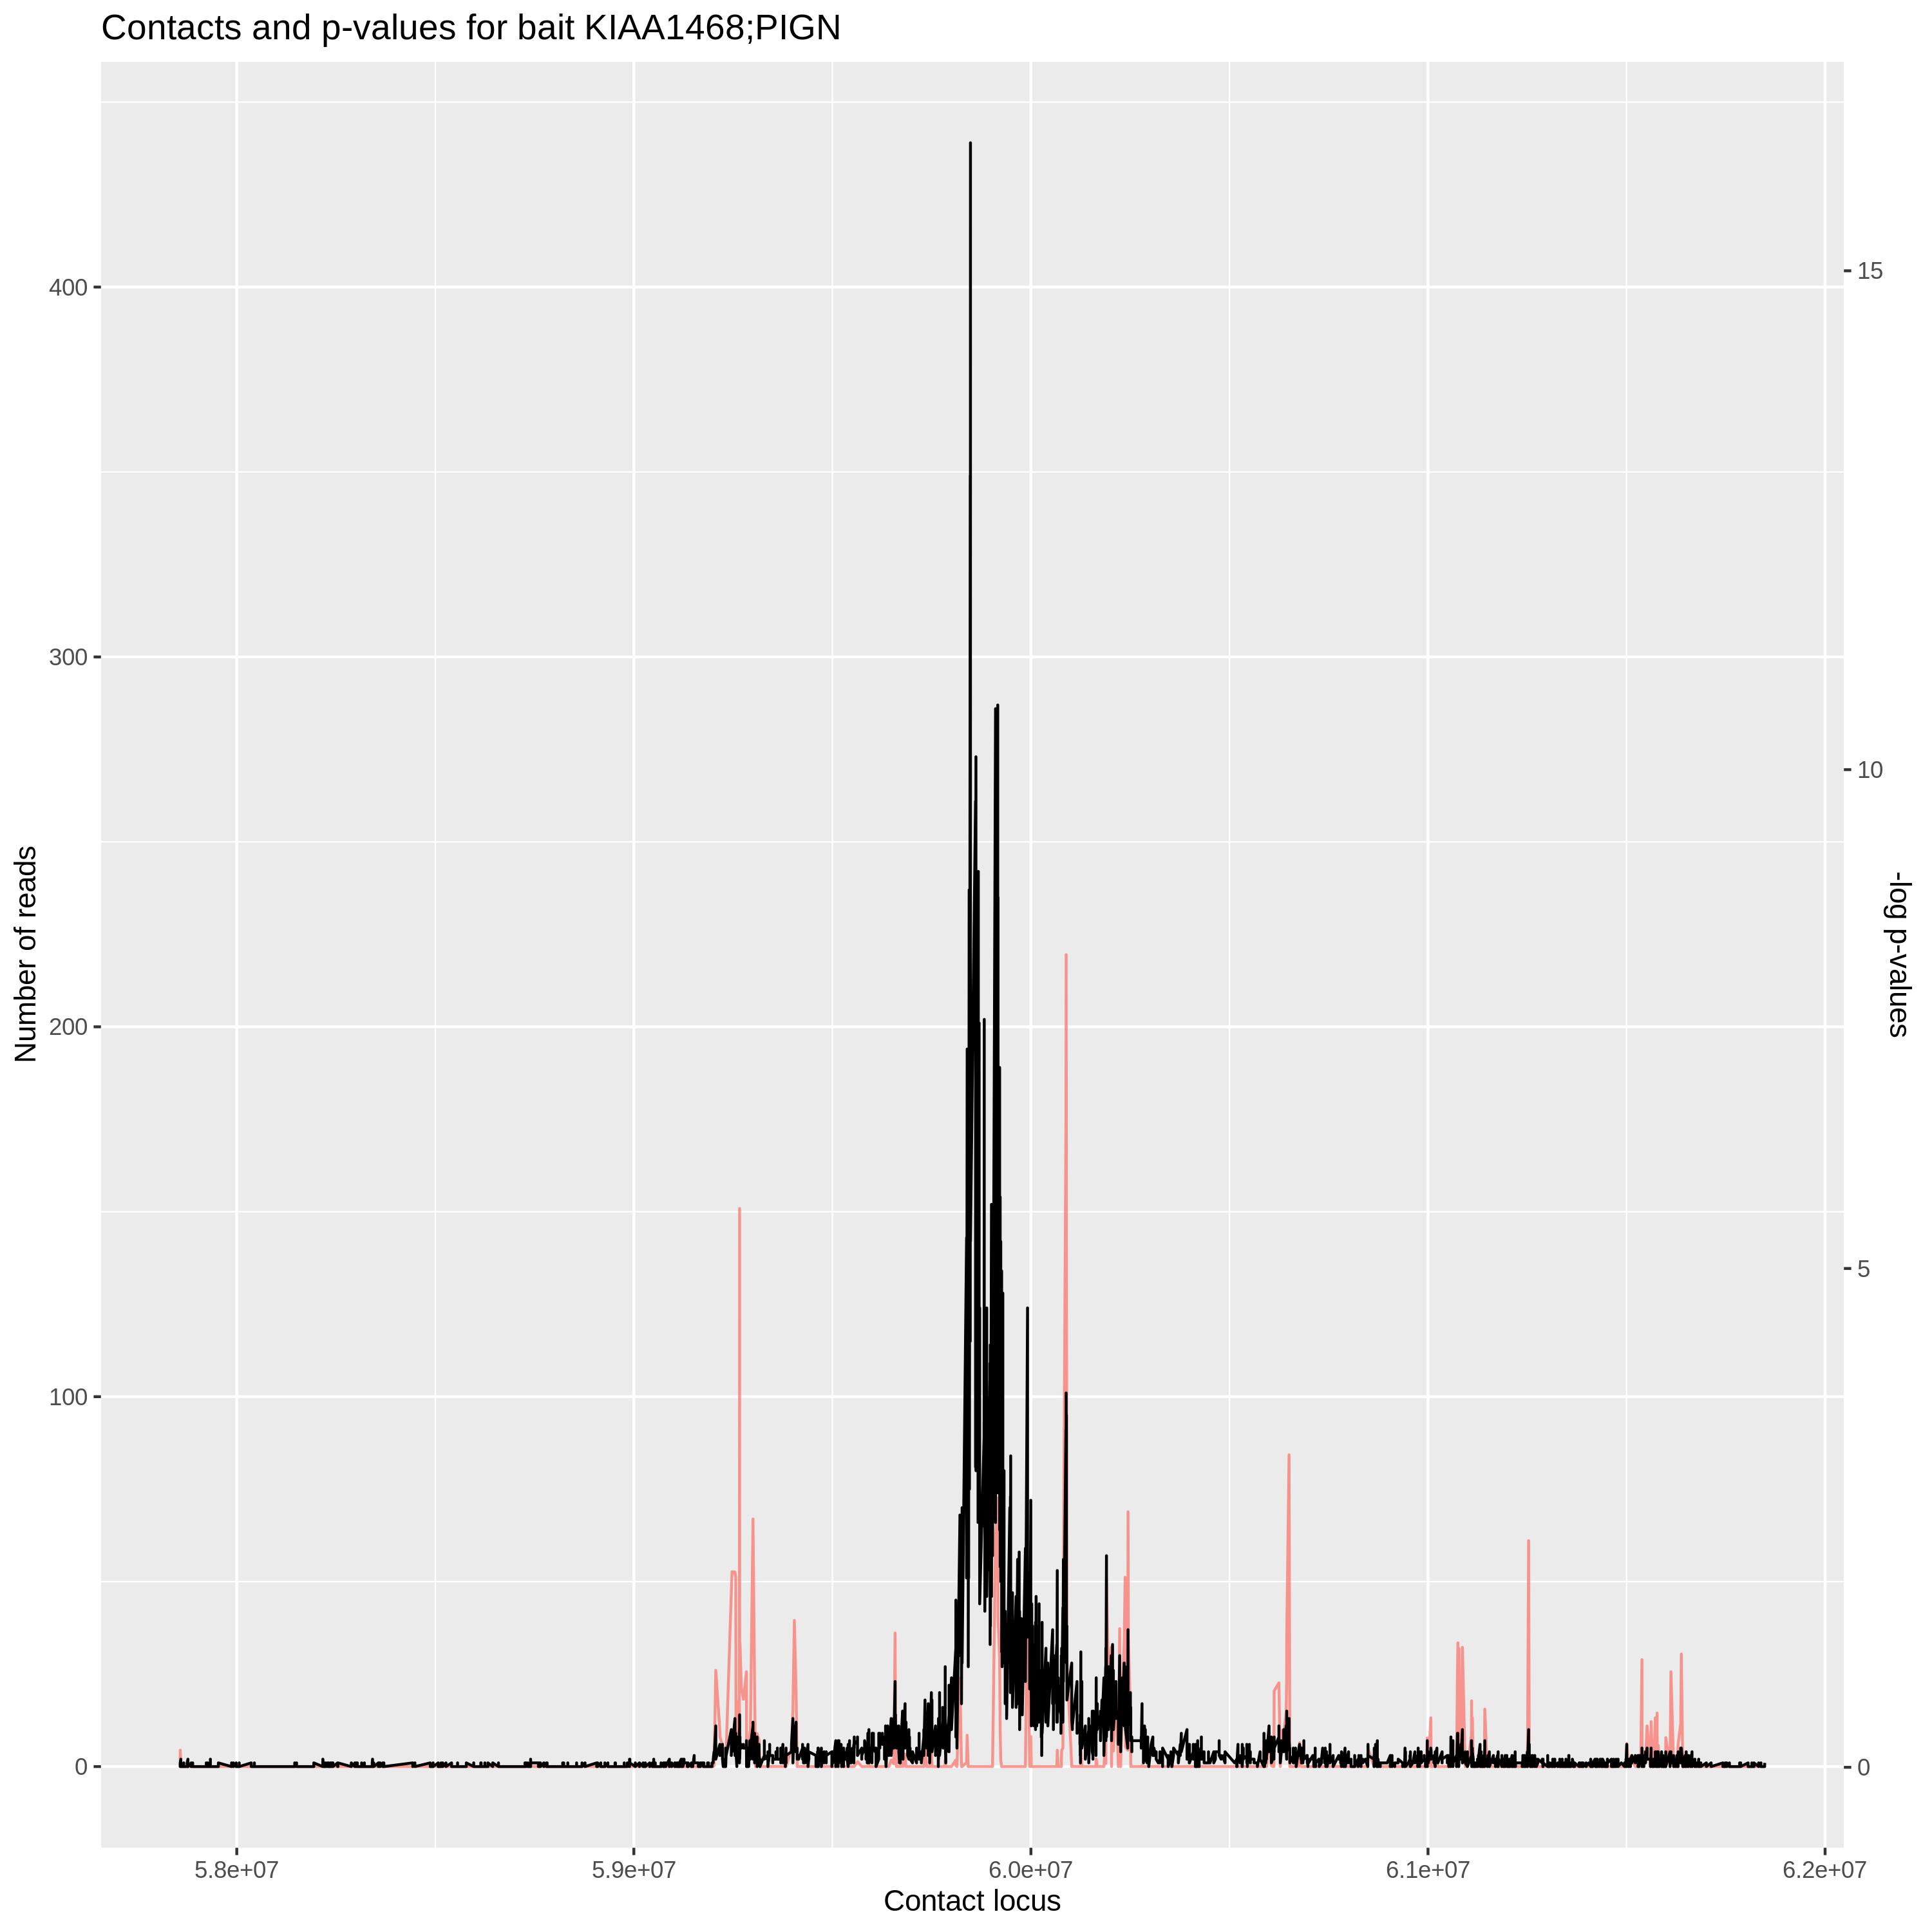 Contacts and p-values for bait KIAA1468;PIGN
400
300
200
100
0
Number of reads
15
10
5
0
-log p-values
5.8e+07
5.9e+07
6.0e+07
6.1e+07
6.2e+07
Contact locus